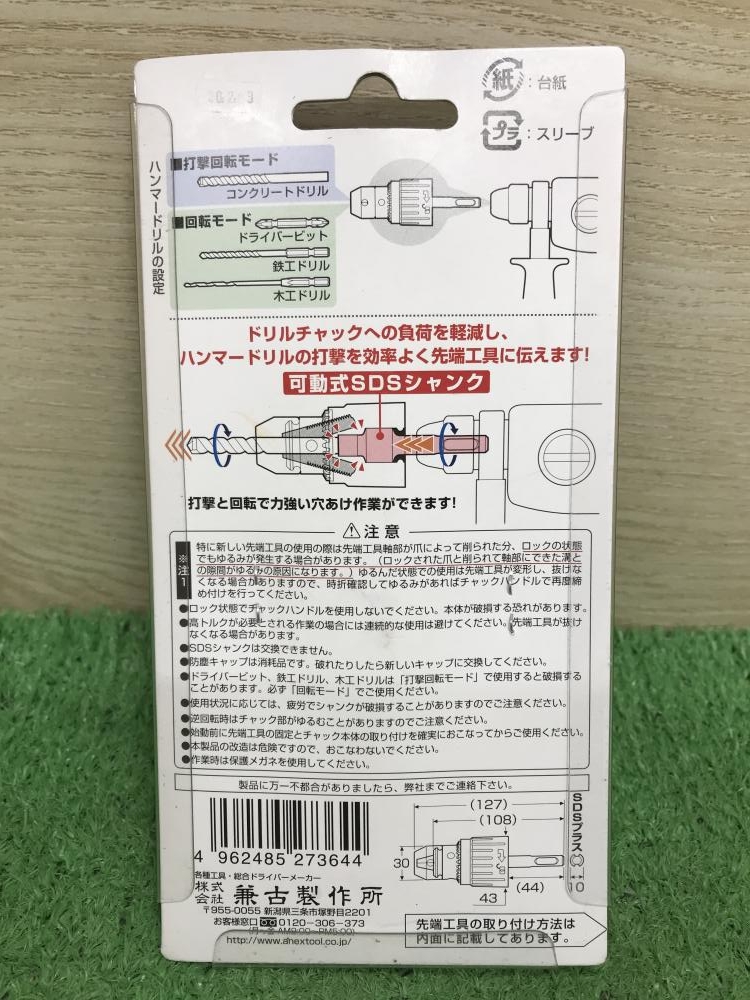 紙:台紙
プラ:スリーブ
ハンマードリルの設定
■打撃回転モード
コンクリートドリル
■回転モード
ドライバービット
鉄工ドリル
木工ドリル
ドリルチャックへの負荷を軽減し、
ハンマードリルの打撃を効率よく先端工具に伝えます!
可動式SDSシャンク
打撃と回転で力強い穴あけ作業ができます!
⚠注意
※注1
特に新しい先端工具の使用の際は先端工具軸部が爪によって削られた分、ロックの状態
でもゆるみが発生する場合があります。(ロックされた爪と削られて軸部にできた溝と
の隙間がゆるみの原因になります。)ゆるんだ状態での使用は先端工具が変形し、抜けな
くなる場合がありますので、時折確認してゆるみがあればチャックハンドルで再度締
め付けを行ってください。
●ロック状態でチャックハンドルを使用しないでください。本体が破損する恐れがあります。
●高トルクが必要とされる作業の場合には連続的な使用は避けてください。先端工具が抜け
なくなる場合があります。
●SDSシャンクは交換できません。
●防塵キャップは消耗品です。破れたりしたら新しいキャップに交換してください。
●ドライバービット、鉄工ドリル、木工ドリルは「打撃回転モード」で使用すると破損する
ことがあります。必ず「回転モード」でご使用ください。
●使用状況に応じては、疲労でシャンクが破損することがありますのでご注意ください。
●逆回転時はチャック部がゆるむことがありますのでご注意ください。
●始動前に先端工具の固定とチャック本体の取り付けを確実におこなってからご使用ください。
●本製品の改造は危険ですので、おこなわないでください。
●作業時は保護メガネを使用してください。
製品に万一不都合がありましたら、弊社までご連絡下さい。
4 962485 273644
各種工具・総合ドライバーメーカー
株式会社 兼古製作所
〒955-0055 新潟県三条市塚野目2201
お客様窓口 0120-306-373
(月〜金 AM8:00〜PM5:00)
http://www.anextool.co.jp/
(127)
(108)
30
43
(44)
10
SDSプラス
先端工具の取り付け方法は
内面に記載してあります。